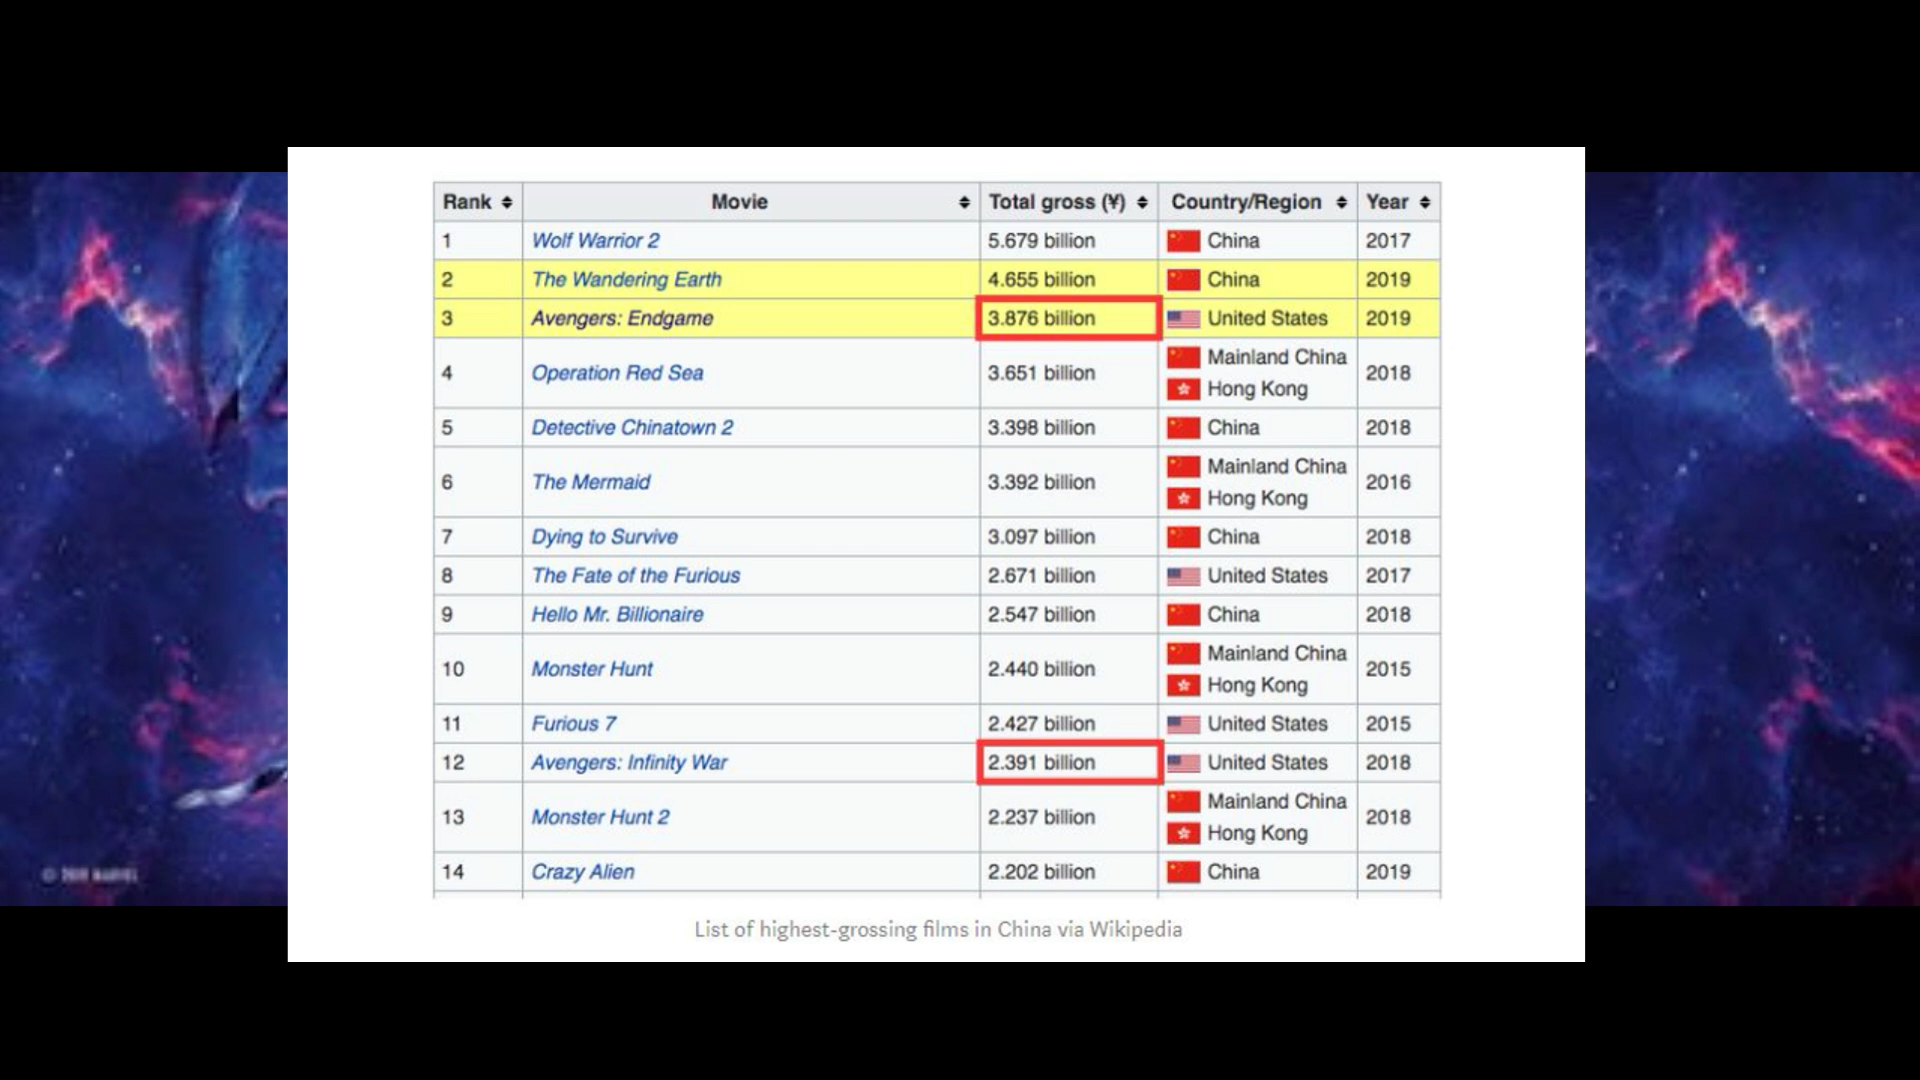 Rank Movie Total gross (¥) Country/Region Year
1 Wolf Warrior 2 5.679 billion China 2017
2 The Wandering Earth 4.655 billion China 2019
3 Avengers: Endgame 3.876 billion United States 2019
4 Operation Red Sea 3.651 billion Mainland China 2018
Hong Kong
5 Detective Chinatown 2 3.398 billion China 2018
6 The Mermaid 3.392 billion Mainland China 2016
Hong Kong
7 Dying to Survive 3.097 billion China 2018
8 The Fate of the Furious 2.671 billion United States 2017
9 Hello Mr. Billionaire 2.547 billion China 2018
10 Monster Hunt 2.440 billion Mainland China 2015
Hong Kong
11 Furious 7 2.427 billion United States 2015
12 Avengers: Infinity War 2.391 billion United States 2018
13 Monster Hunt 2 2.237 billion Mainland China 2018
Hong Kong
14 Crazy Alien 2.202 billion China 2019
List of highest-grossing films in China via Wikipedia
© MARVEL